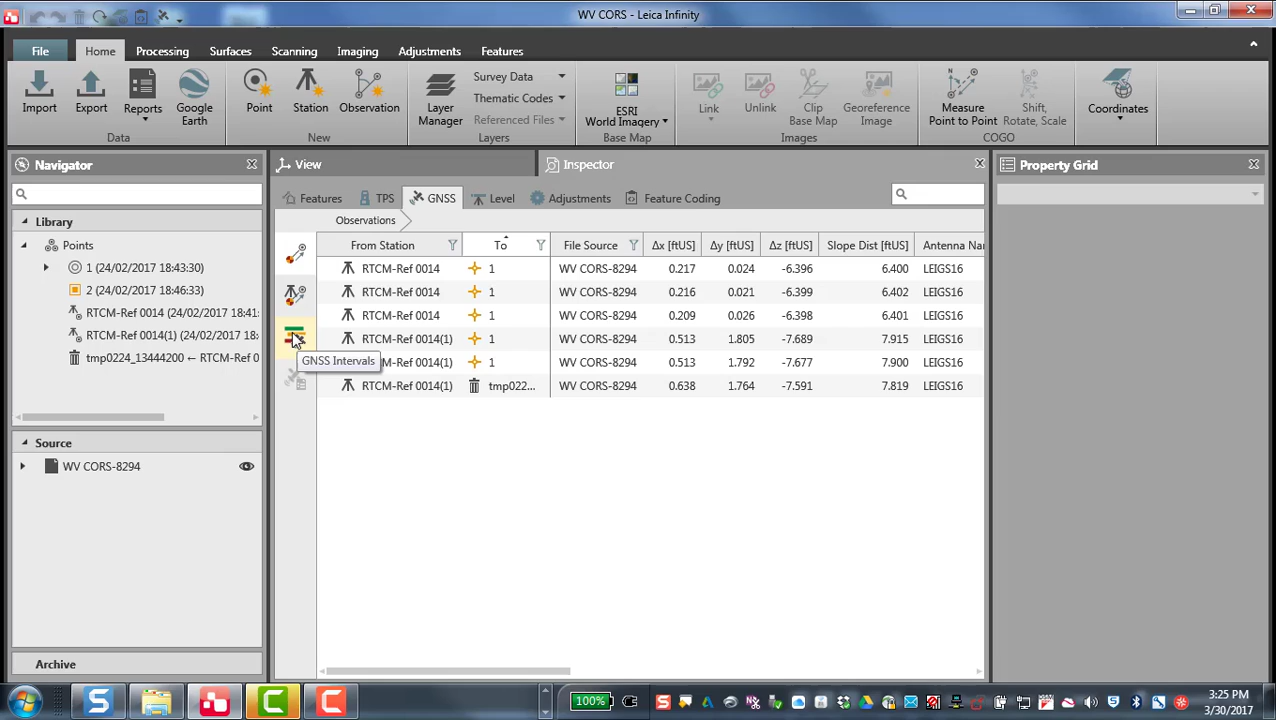 WV CORS - Leica Infinity
File Home Processing Surfaces Scanning Imaging Adjustments Features
Import Export Reports Google Earth Point Station Observation Layer Manager Survey Data Thematic Codes Referenced Files ESRI World Imagery Link Unlink Clip Base Map Georeference Image Measure Point to Point Shift, Rotate, Scale Coordinates
Data New Layers Base Map Images COGO
Navigator
Library
Points
1 (24/02/2017 18:43:30)
2 (24/02/2017 18:46:33)
RTCM-Ref 0014 (24/02/2017 18:41:
RTCM-Ref 0014(1) (24/02/2017 18:
tmp0224_13444200 ← RTCM-Ref 0
Source
WV CORS-8294
Archive
View Inspector
Features TPS GNSS Level Adjustments Feature Coding
Observations
From Station To File Source Δx [ftUS] Δy [ftUS] Δz [ftUS] Slope Dist [ftUS] Antenna Nar
RTCM-Ref 0014 1 WV CORS-8294 0.217 0.024 -6.396 6.400 LEIGS16
RTCM-Ref 0014 1 WV CORS-8294 0.216 0.021 -6.399 6.402 LEIGS16
RTCM-Ref 0014 1 WV CORS-8294 0.209 0.026 -6.398 6.401 LEIGS16
RTCM-Ref 0014(1) 1 WV CORS-8294 0.513 1.805 -7.689 7.915 LEIGS16
RTCM-Ref 0014(1) 1 WV CORS-8294 0.513 1.792 -7.677 7.900 LEIGS16
RTCM-Ref 0014(1) tmp022... WV CORS-8294 0.638 1.764 -7.591 7.819 LEIGS16
GNSS Intervals
Property Grid
100%
3:25 PM
3/30/2017